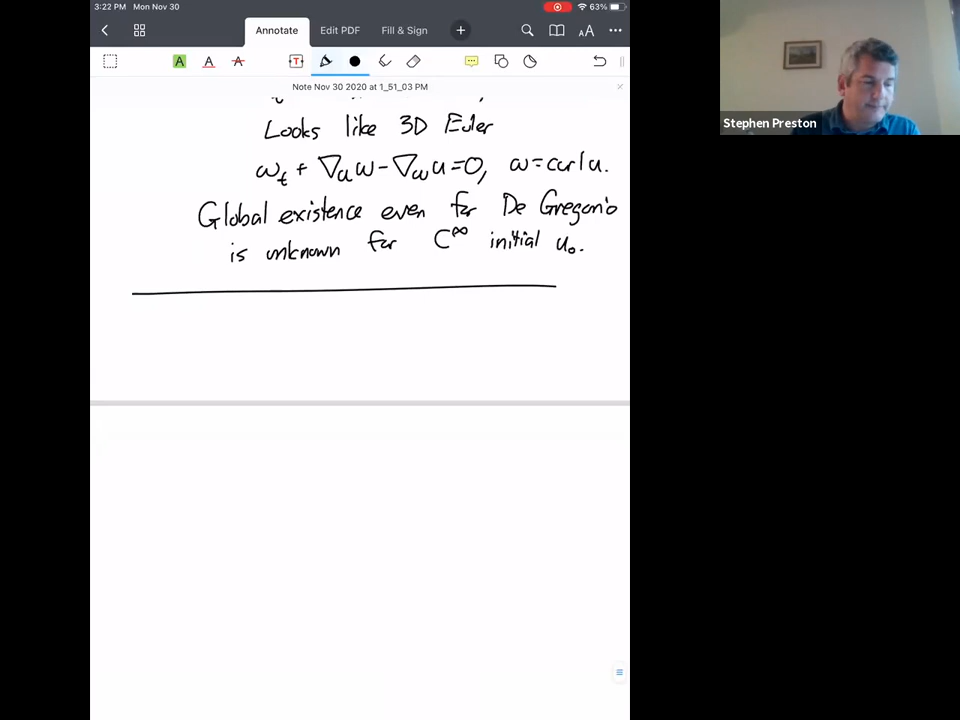 3:22 PM Mon Nov 30
63%
Annotate Edit PDF Fill & Sign
A A A T
AA
Note Nov 30 2020 at 1_51_03 PM
Stephen Preston
Looks like 3D Euler
ω_t + ∇_u ω - ∇_ω u = 0, ω = curl u.
Global existence even for De Gregorio
is unknown for C^∞ initial u_0.